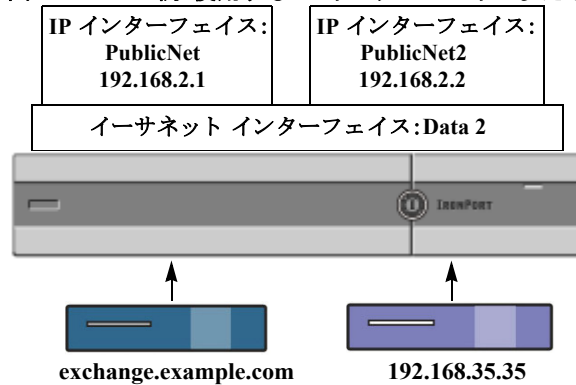 IP インターフェイス:
PublicNet
192.168.2.1
IP インターフェイス:
PublicNet2
192.168.2.2
イーサネット インターフェイス:Data 2
IRONPORT
exchange.example.com
192.168.35.35